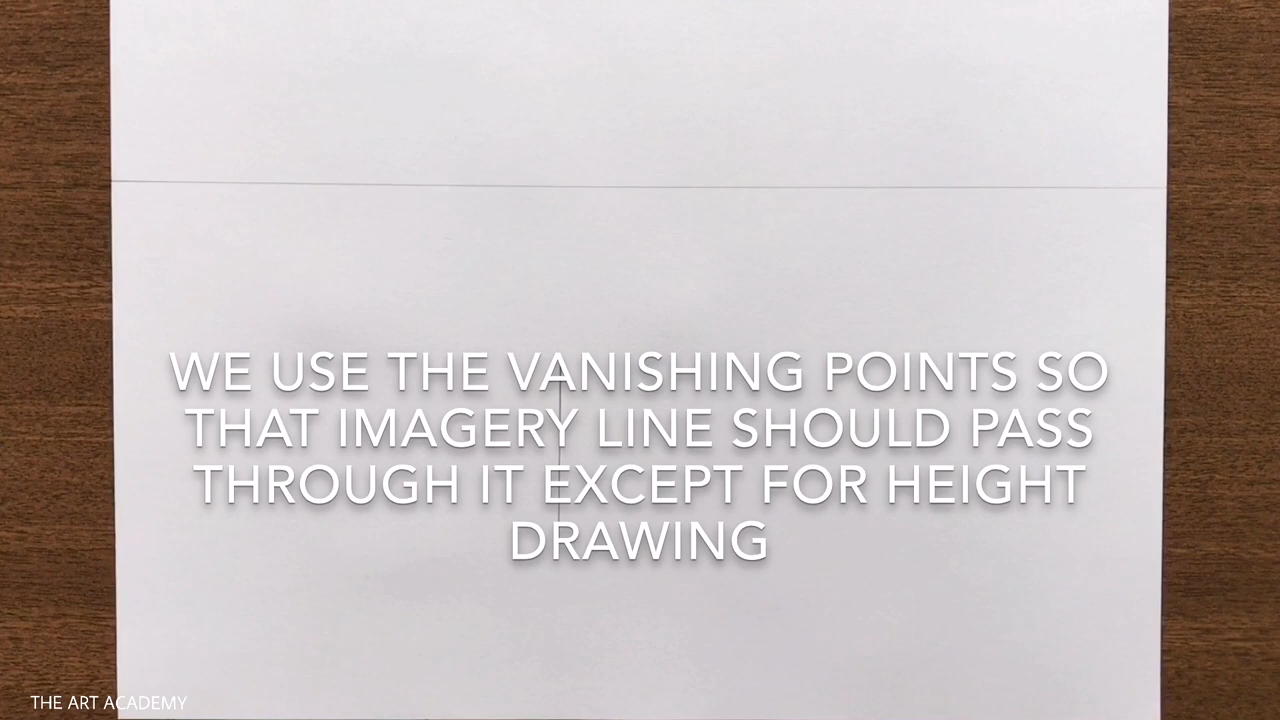 WE USE THE VANISHING POINTS SO
THAT IMAGERY LINE SHOULD PASS
THROUGH IT EXCEPT FOR HEIGHT
DRAWING
THE ART ACADEMY